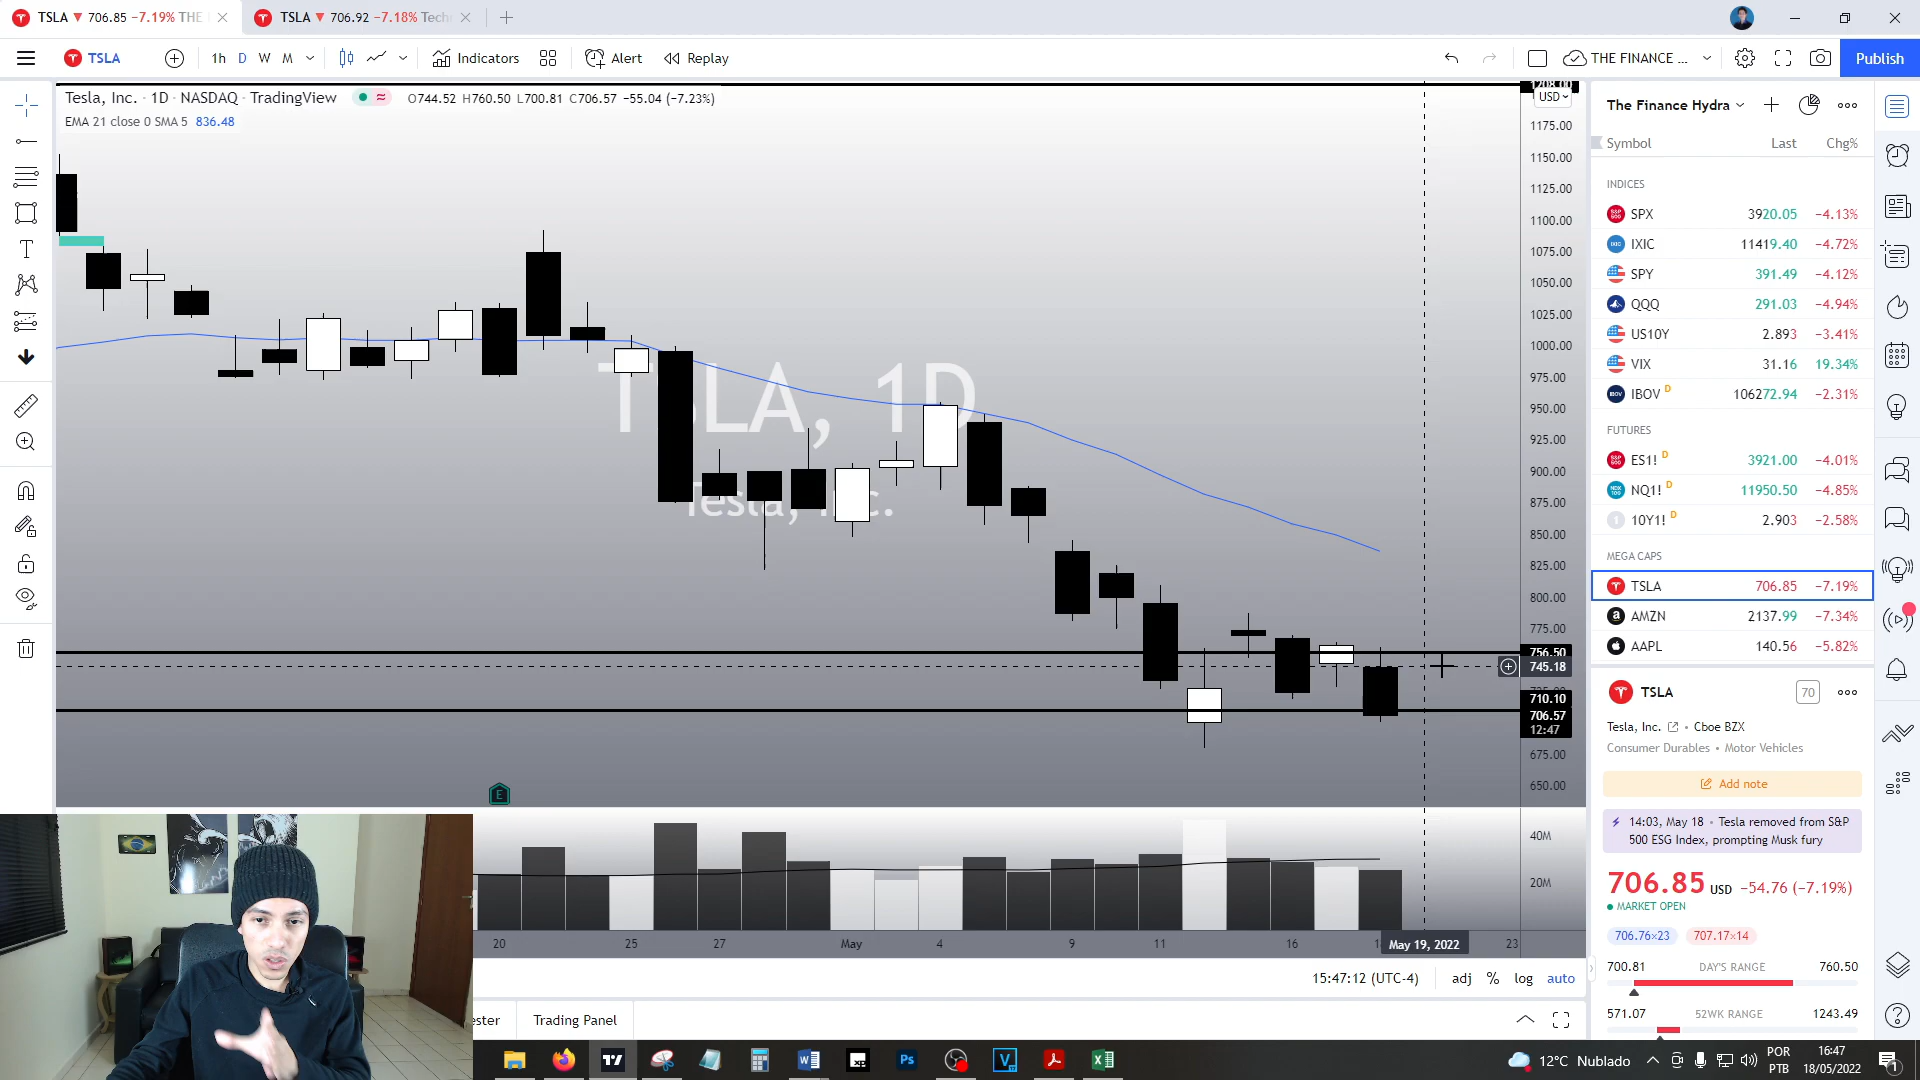 TSLA ▼ 706.85 −7.19% THE
TSLA ▼ 706.92 −7.18% Tech
TSLA
1h D W M
Indicators
Alert
Replay
THE FINANCE ...
Publish
Tesla, Inc. · 1D · NASDAQ · TradingView
O744.52 H760.50 L700.81 C706.57 −55.04 (−7.23%)
EMA 21 close 0 SMA 5 836.48
TSLA, 1D
Tesla, Inc.
1208.00
USD
1175.00
1150.00
1125.00
1100.00
1075.00
1050.00
1025.00
1000.00
975.00
950.00
925.00
900.00
875.00
850.00
825.00
800.00
775.00
756.50
745.18
710.10
706.57
12:47
675.00
650.00
E
40M
20M
20 25 27 May 4 9 11 16 May 19, 2022 23
15:47:12 (UTC-4) adj % log auto
ester Trading Panel
The Finance Hydra
Symbol Last Chg%
INDICES
SPX 3920.05 −4.13%
IXIC 11419.40 −4.72%
SPY 391.49 −4.12%
QQQ 291.03 −4.94%
US10Y 2.893 −3.41%
VIX 31.16 19.34%
IBOV D 106272.94 −2.31%
FUTURES
ES1! D 3921.00 −4.01%
NQ1! D 11950.50 −4.85%
10Y1! D 2.903 −2.58%
MEGA CAPS
TSLA 706.85 −7.19%
AMZN 2137.99 −7.34%
AAPL 140.56 −5.82%
TSLA 70
Tesla, Inc. • Cboe BZX
Consumer Durables • Motor Vehicles
Add note
14:03, May 18 • Tesla removed from S&P
500 ESG Index, prompting Musk fury
706.85 USD −54.76 (−7.19%)
MARKET OPEN
706.76×23 707.17×14
700.81 DAY'S RANGE 760.50
571.07 52WK RANGE 1243.49
12°C Nublado
POR
PTB
16:47
18/05/2022
1